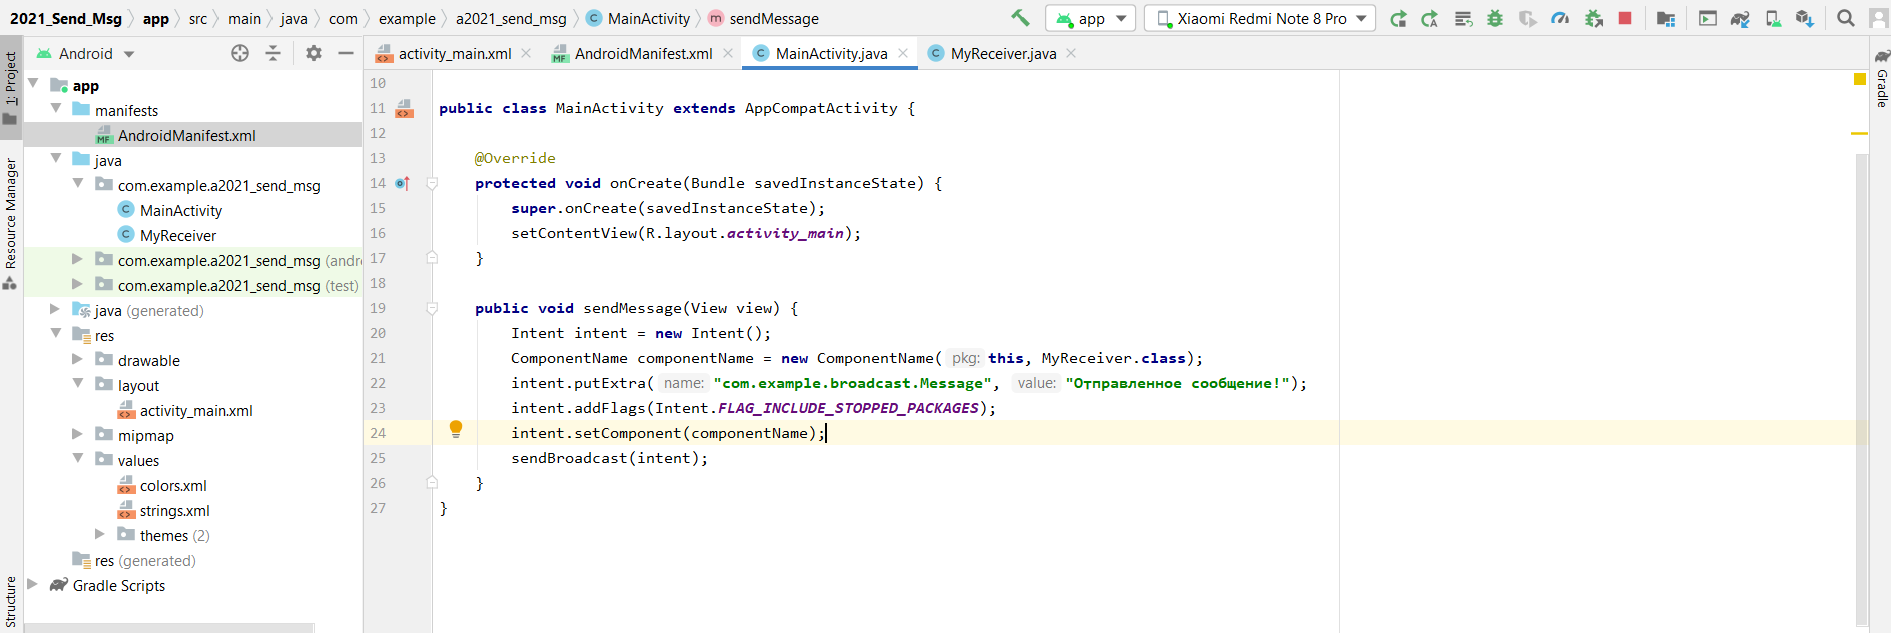 2021_Send_Msg app src main java com example a2021_send_msg MainActivity sendMessage app Xiaomi Redmi Note 8 Pro
Android
activity_main.xml AndroidManifest.xml MainActivity.java MyReceiver.java
1: Project
Resource Manager
Structure
Gradle
app
manifests
AndroidManifest.xml
java
com.example.a2021_send_msg
MainActivity
MyReceiver
com.example.a2021_send_msg (andr
com.example.a2021_send_msg (test)
java (generated)
res
drawable
layout
activity_main.xml
mipmap
values
colors.xml
strings.xml
themes (2)
res (generated)
Gradle Scripts
10
11 public class MainActivity extends AppCompatActivity {
12
13 @Override
14 protected void onCreate(Bundle savedInstanceState) {
15 super.onCreate(savedInstanceState);
16 setContentView(R.layout.activity_main);
17 }
18
19 public void sendMessage(View view) {
20 Intent intent = new Intent();
21 ComponentName componentName = new ComponentName( pkg: this, MyReceiver.class);
22 intent.putExtra( name: "com.example.broadcast.Message", value: "Отправленное сообщение!");
23 intent.addFlags(Intent.FLAG_INCLUDE_STOPPED_PACKAGES);
24 intent.setComponent(componentName);
25 sendBroadcast(intent);
26 }
27 }